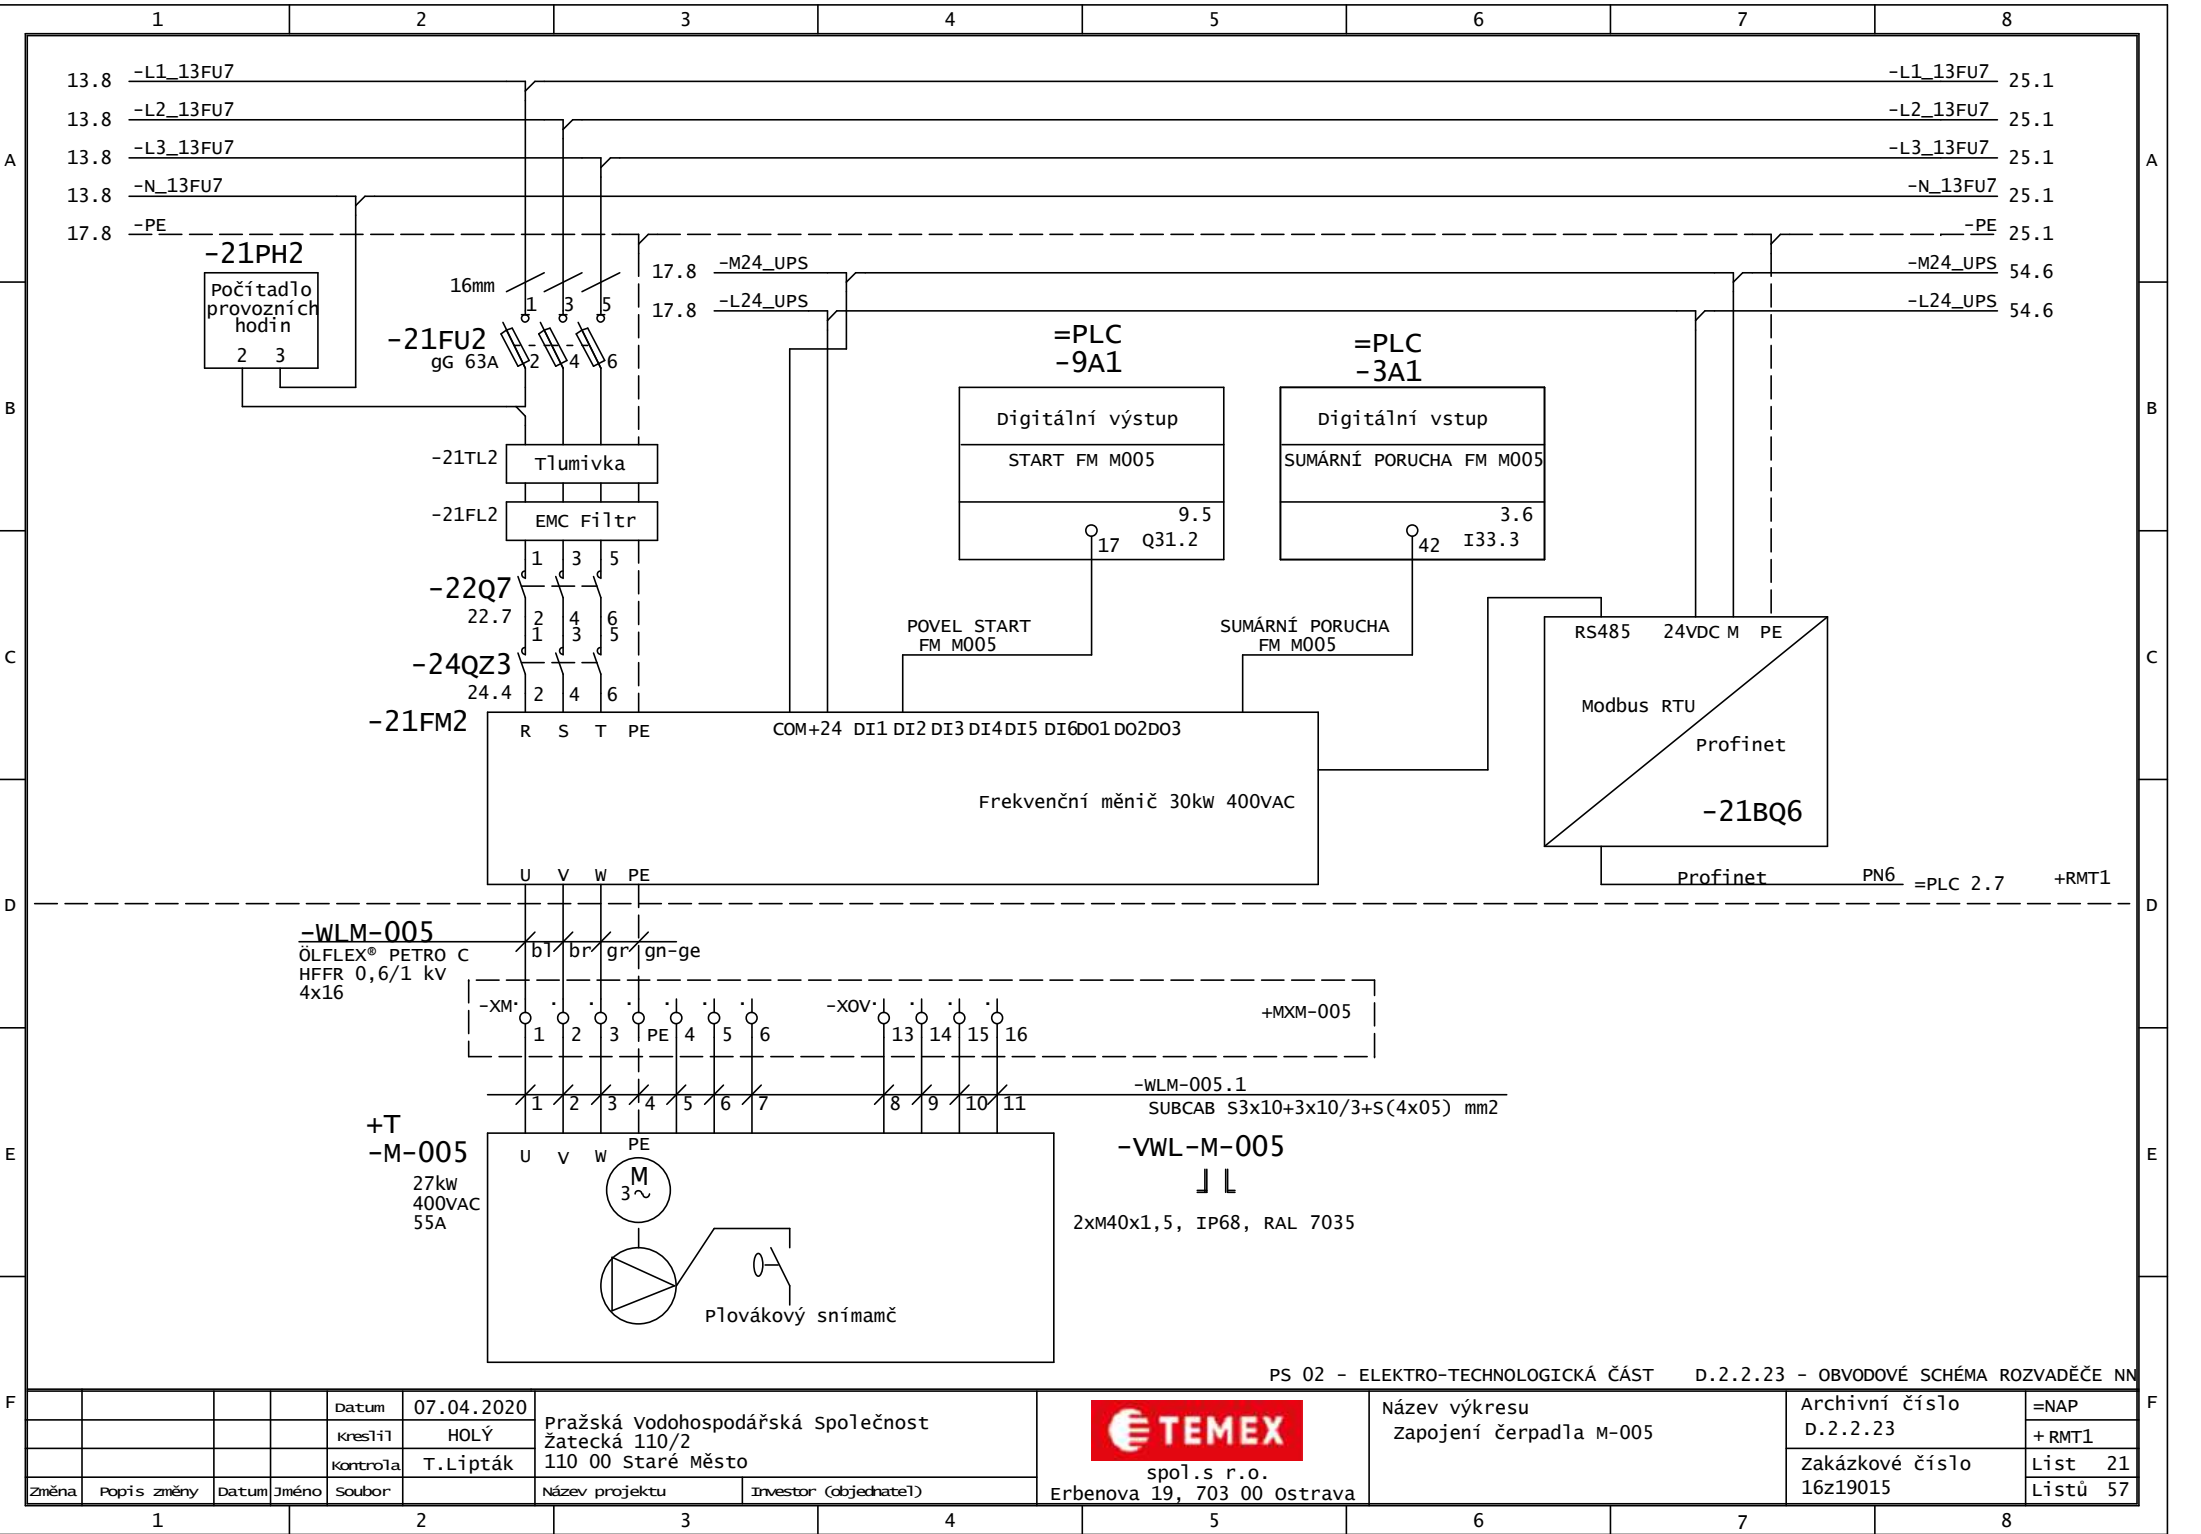 1 2 3 4 5 6 7 8
13.8 -L1_13FU7 -L1_13FU7 25.1
13.8 -L2_13FU7 -L2_13FU7 25.1
A 13.8 -L3_13FU7 -L3_13FU7 25.1 A
13.8 -N_13FU7 -N_13FU7 25.1
17.8 -PE -PE 25.1
-21PH2
17.8 -M24_UPS -M24_UPS 54.6
17.8 -L24_UPS -L24_UPS 54.6
Počítadlo
provozních
hodin
2 3
16mm
1 3 5
-21FU2
gG 63A
2 4 6
=PLC
-9A1
=PLC
-3A1
B B
Digitální výstup
START FM M005
9.5
17 Q31.2
Digitální vstup
SUMÁRNÍ PORUCHA FM M005
3.6
42 I33.3
-21TL2 Tlumivka
-21FL2 EMC Filtr
1 3 5
-22Q7
22.7 2 4 6
1 3 5
-24QZ3
24.4 2 4 6
C C
POVEL START
FM M005
SUMÁRNÍ PORUCHA
FM M005
RS485 24VDC M PE
Modbus RTU
Profinet
-21BQ6
-21FM2
R S T PE COM +24 DI1 DI2 DI3 DI4 DI5 DI6 DO1 DO2 DO3
Frekvenční měnič 30kW 400VAC
U V W PE
Profinet PN6 =PLC 2.7 +RMT1
D D
-WLM-005
ÖLFLEX® PETRO C
HFFR 0,6/1 kV
4x16
bl br gr gn-ge
-XM 1 2 3 PE 4 5 6
-XOV 13 14 15 16
+MXM-005
-WLM-005.1
1 2 3 4 5 6 7 8 9 10 11
SUBCAB S3x10+3x10/3+S(4x05) mm2
+T
-M-005
27kW
400VAC
55A
U V W PE
M
3~
Plovákový snímamč
-VWL-M-005
2xM40x1,5, IP68, RAL 7035
E E
PS 02 - ELEKTRO-TECHNOLOGICKÁ ČÁST D.2.2.23 - OBVODOVÉ SCHÉMA ROZVADĚČE NN
F F
Datum 07.04.2020
Kreslil HOLÝ
Kontrola T.Lipták
Změna Popis změny Datum Jméno Soubor
Pražská Vodohospodářská Společnost
Žatecká 110/2
110 00 Staré Město
Název projektu Investor (objednatel)
TEMEX
spol.s r.o.
Erbenova 19, 703 00 Ostrava
Název výkresu
Zapojení čerpadla M-005
Archivní číslo
D.2.2.23
Zakázkové číslo
16z19015
=NAP
+ RMT1
List 21
Listů 57
1 2 3 4 5 6 7 8